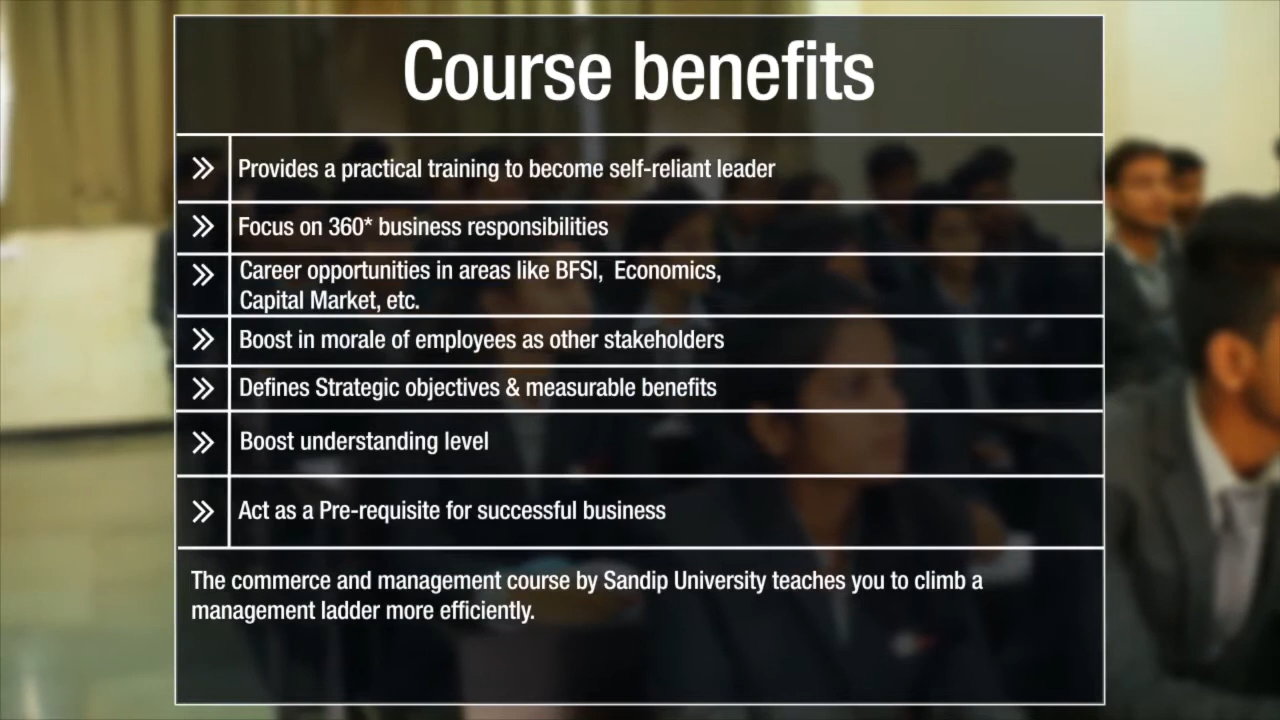 Course benefits
Provides a practical training to become self-reliant leader
Focus on 360* business responsibilities
Career opportunities in areas like BFSI, Economics,
Capital Market, etc.
Boost in morale of employees as other stakeholders
Defines Strategic objectives & measurable benefits
Boost understanding level
Act as a Pre-requisite for successful business
The commerce and management course by Sandip University teaches you to climb a
management ladder more efficiently.